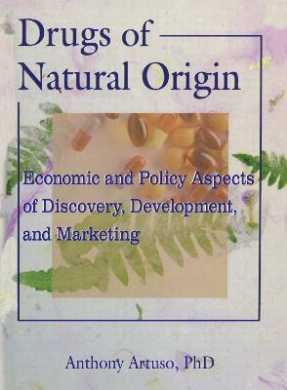 Drugs of
Natural Origin
Economic and Policy Aspects
of Discovery, Development,
and Marketing
Anthony Artuso, PhD